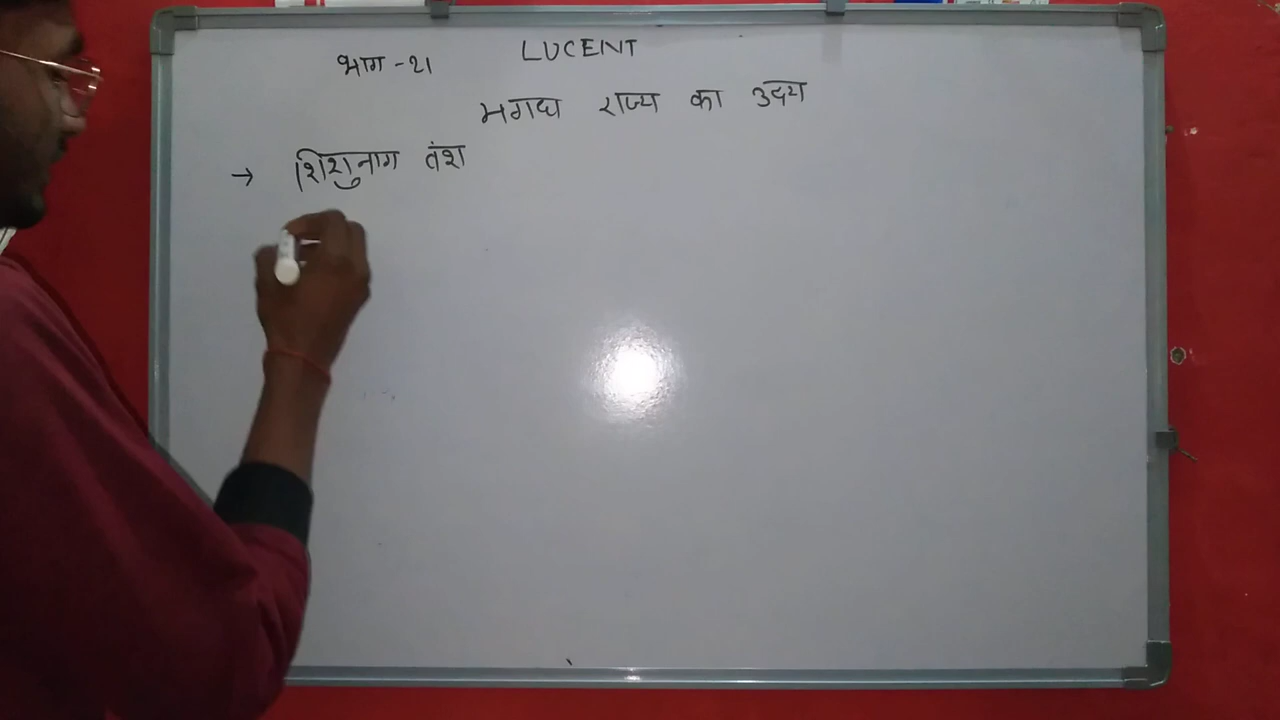 भाग -21 LUCENT
मगध राज्य का उदय
→ शिशुनाग वंश